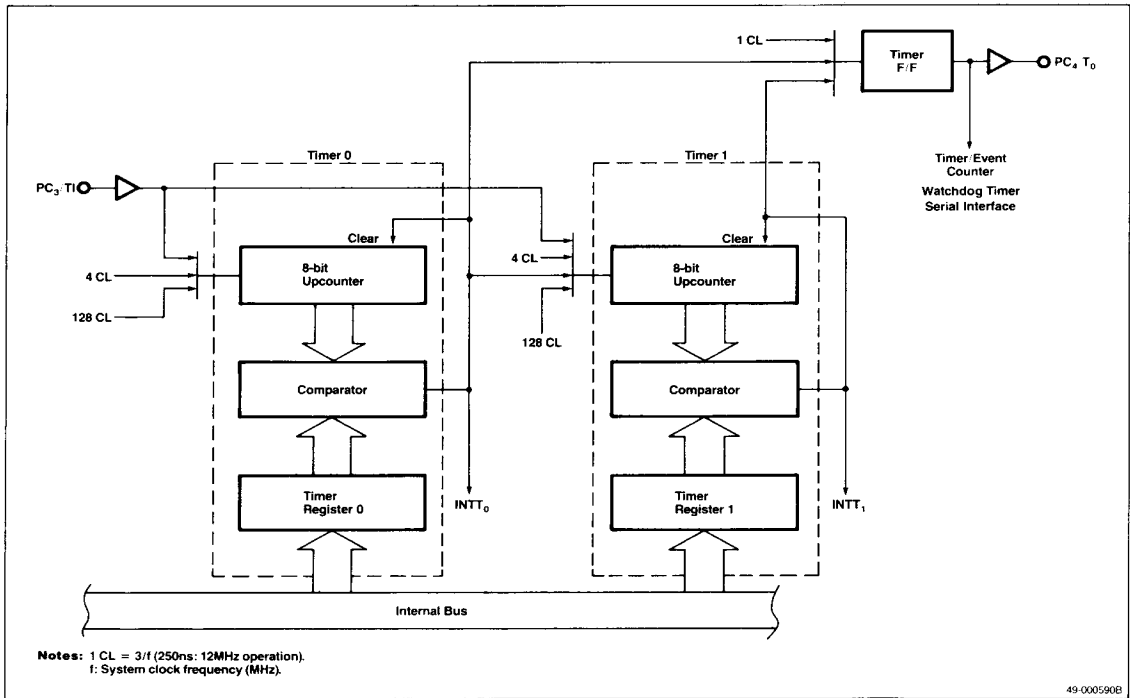 1 CL
Timer
F/F
PC₄ T₀
Timer/Event
Counter
Watchdog Timer
Serial Interface
Timer 0
Timer 1
PC₃/TI
Clear
Clear
8-bit
Upcounter
4 CL
128 CL
4 CL
128 CL
8-bit
Upcounter
Comparator
Comparator
Timer
Register 0
INTT₀
Timer
Register 1
INTT₁
Internal Bus
Notes: 1 CL = 3/f (250ns: 12MHz operation).
f: System clock frequency (MHz).
49-000590B